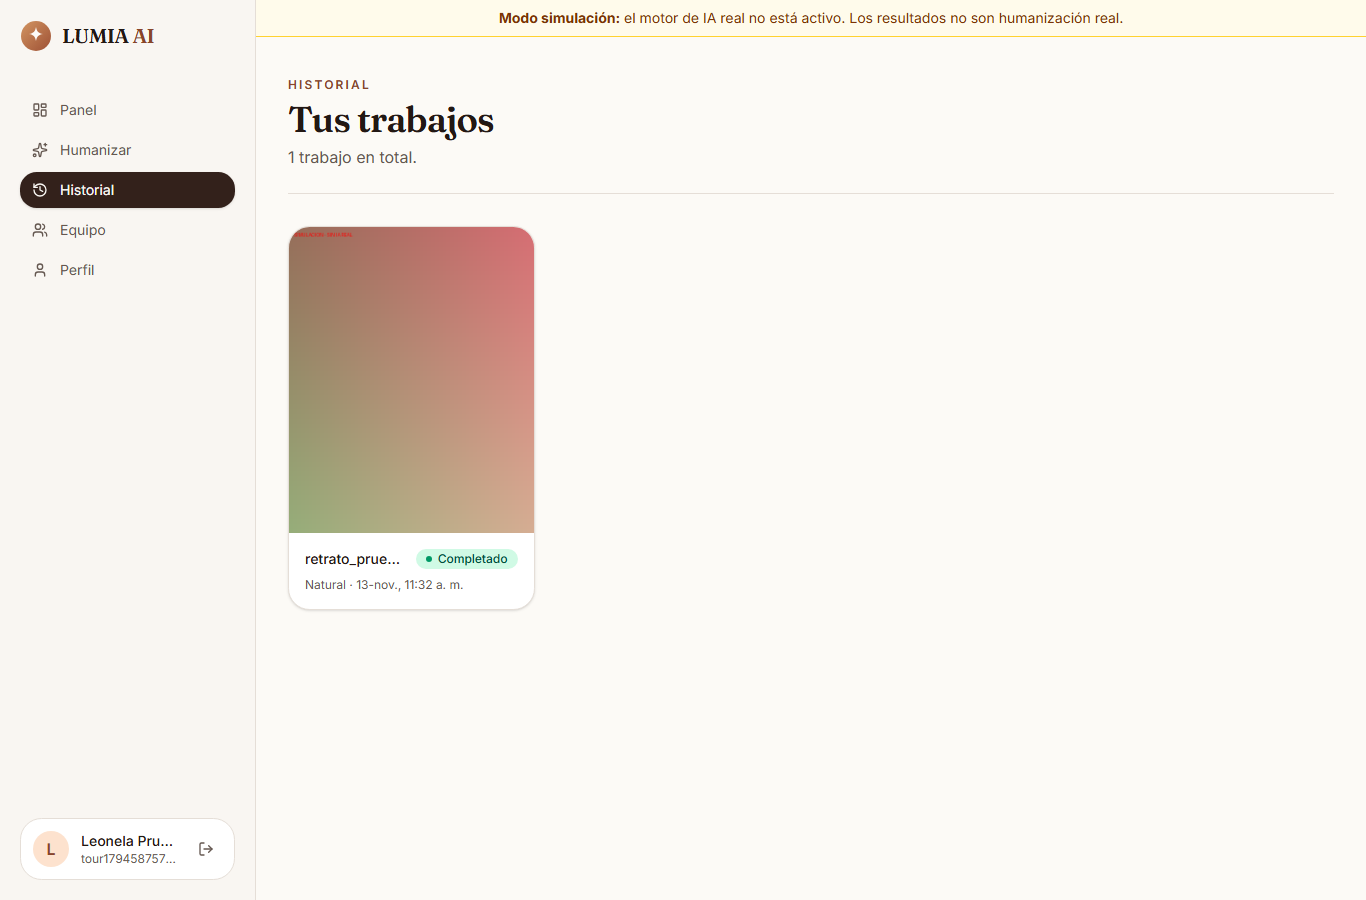 LUMIA AI
Modo simulación: el motor de IA real no está activo. Los resultados no son humanización real.
Panel
Humanizar
Historial
Equipo
Perfil
HISTORIAL
Tus trabajos
1 trabajo en total.
retrato_prue...
Completado
Natural · 13-nov., 11:32 a. m.
L
Leonela Pru...
tour179458757...